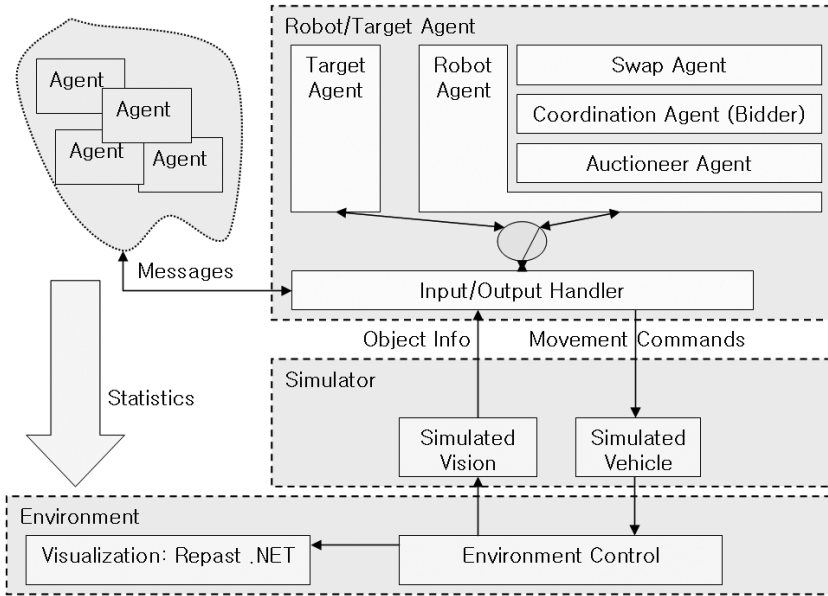 Agent
Agent
Agent
Agent
Messages
Statistics
Robot/Target Agent
Target
Agent
Robot
Agent
Swap Agent
Coordination Agent (Bidder)
Auctioneer Agent
Input/Output Handler
Object Info
Movement Commands
Simulator
Simulated
Vision
Simulated
Vehicle
Environment
Visualization: Repast .NET
Environment Control